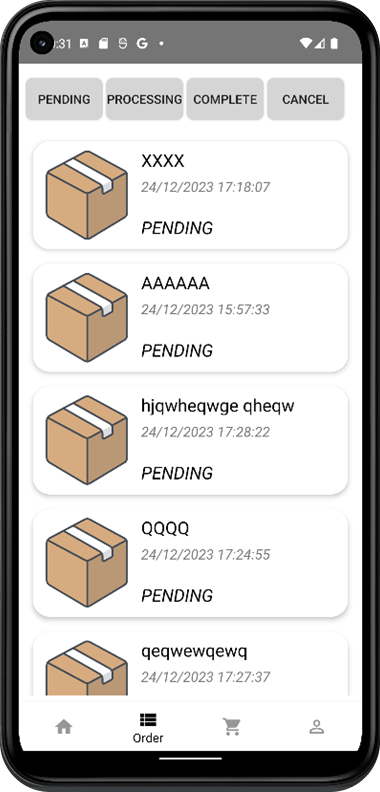 :31
PENDING PROCESSING COMPLETE CANCEL
XXXX
24/12/2023 17:18:07
PENDING
AAAAAA
24/12/2023 15:57:33
PENDING
hjqwheqwge qheqw
24/12/2023 17:28:22
PENDING
QQQQ
24/12/2023 17:24:55
PENDING
qeqwewqewq
24/12/2023 17:27:37
Order